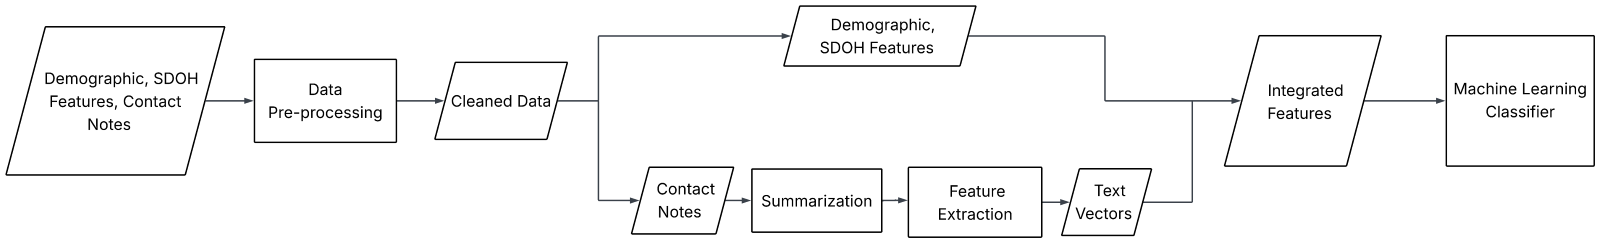 Demographic, SDOH
Features, Contact
Notes
Data
Pre-processing
Cleaned Data
Demographic,
SDOH Features
Contact
Notes
Summarization
Feature
Extraction
Text
Vectors
Integrated
Features
Machine Learning
Classifier